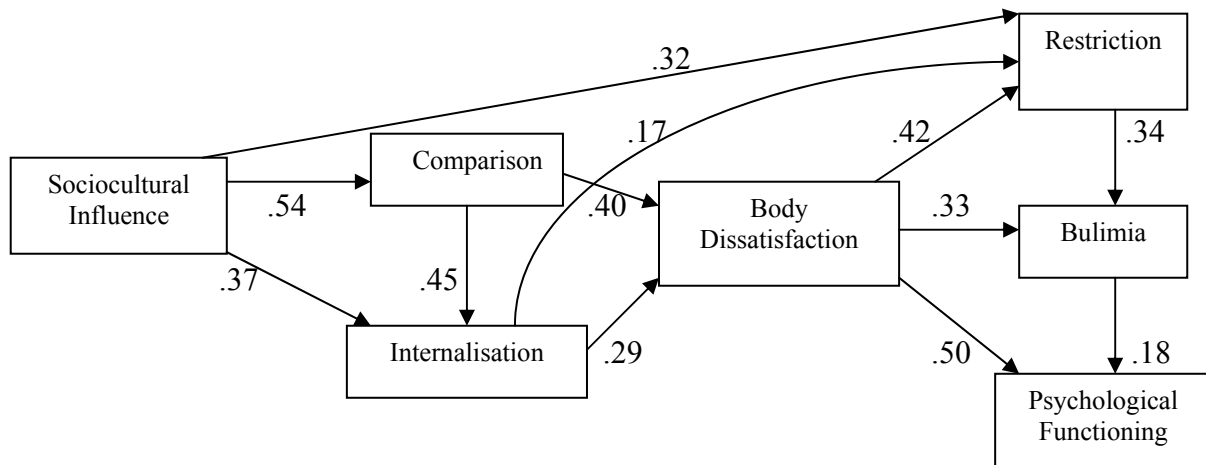 Restriction
.32
.17
.42
.34
Comparison
Sociocultural
Influence
.54
.40
Body
Dissatisfaction
.33
Bulimia
.37
.45
Internalisation
.29
.50
.18
Psychological
Functioning